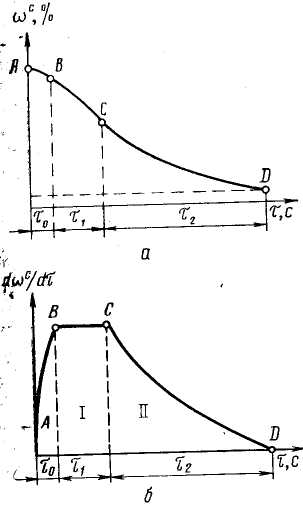 ω^c, %
A
B
C
D
τ₀ τ₁ τ₂ τ, c
а
dω^c/dτ
B C
I II
A
D
τ₀ τ₁ τ₂ τ, c
б